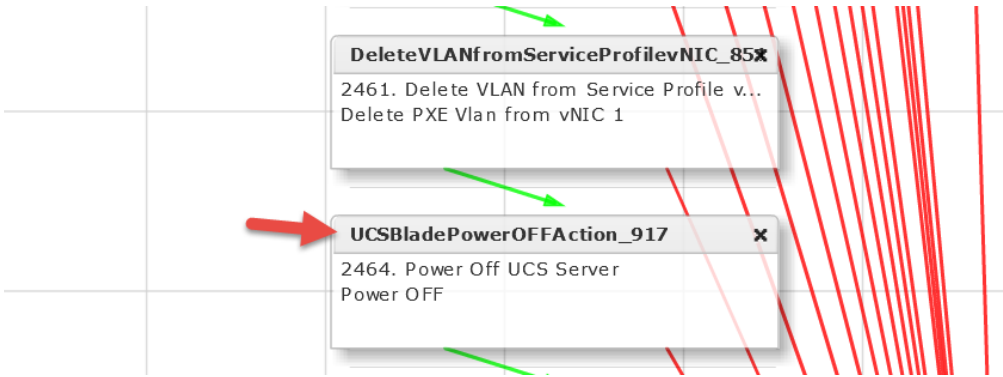 DeleteVLANfromServiceProfilevNIC_85
2461. Delete VLAN from Service Profile v...
Delete PXE Vlan from vNIC 1
UCSBladePowerOFFAction_917
2464. Power Off UCS Server
Power OFF